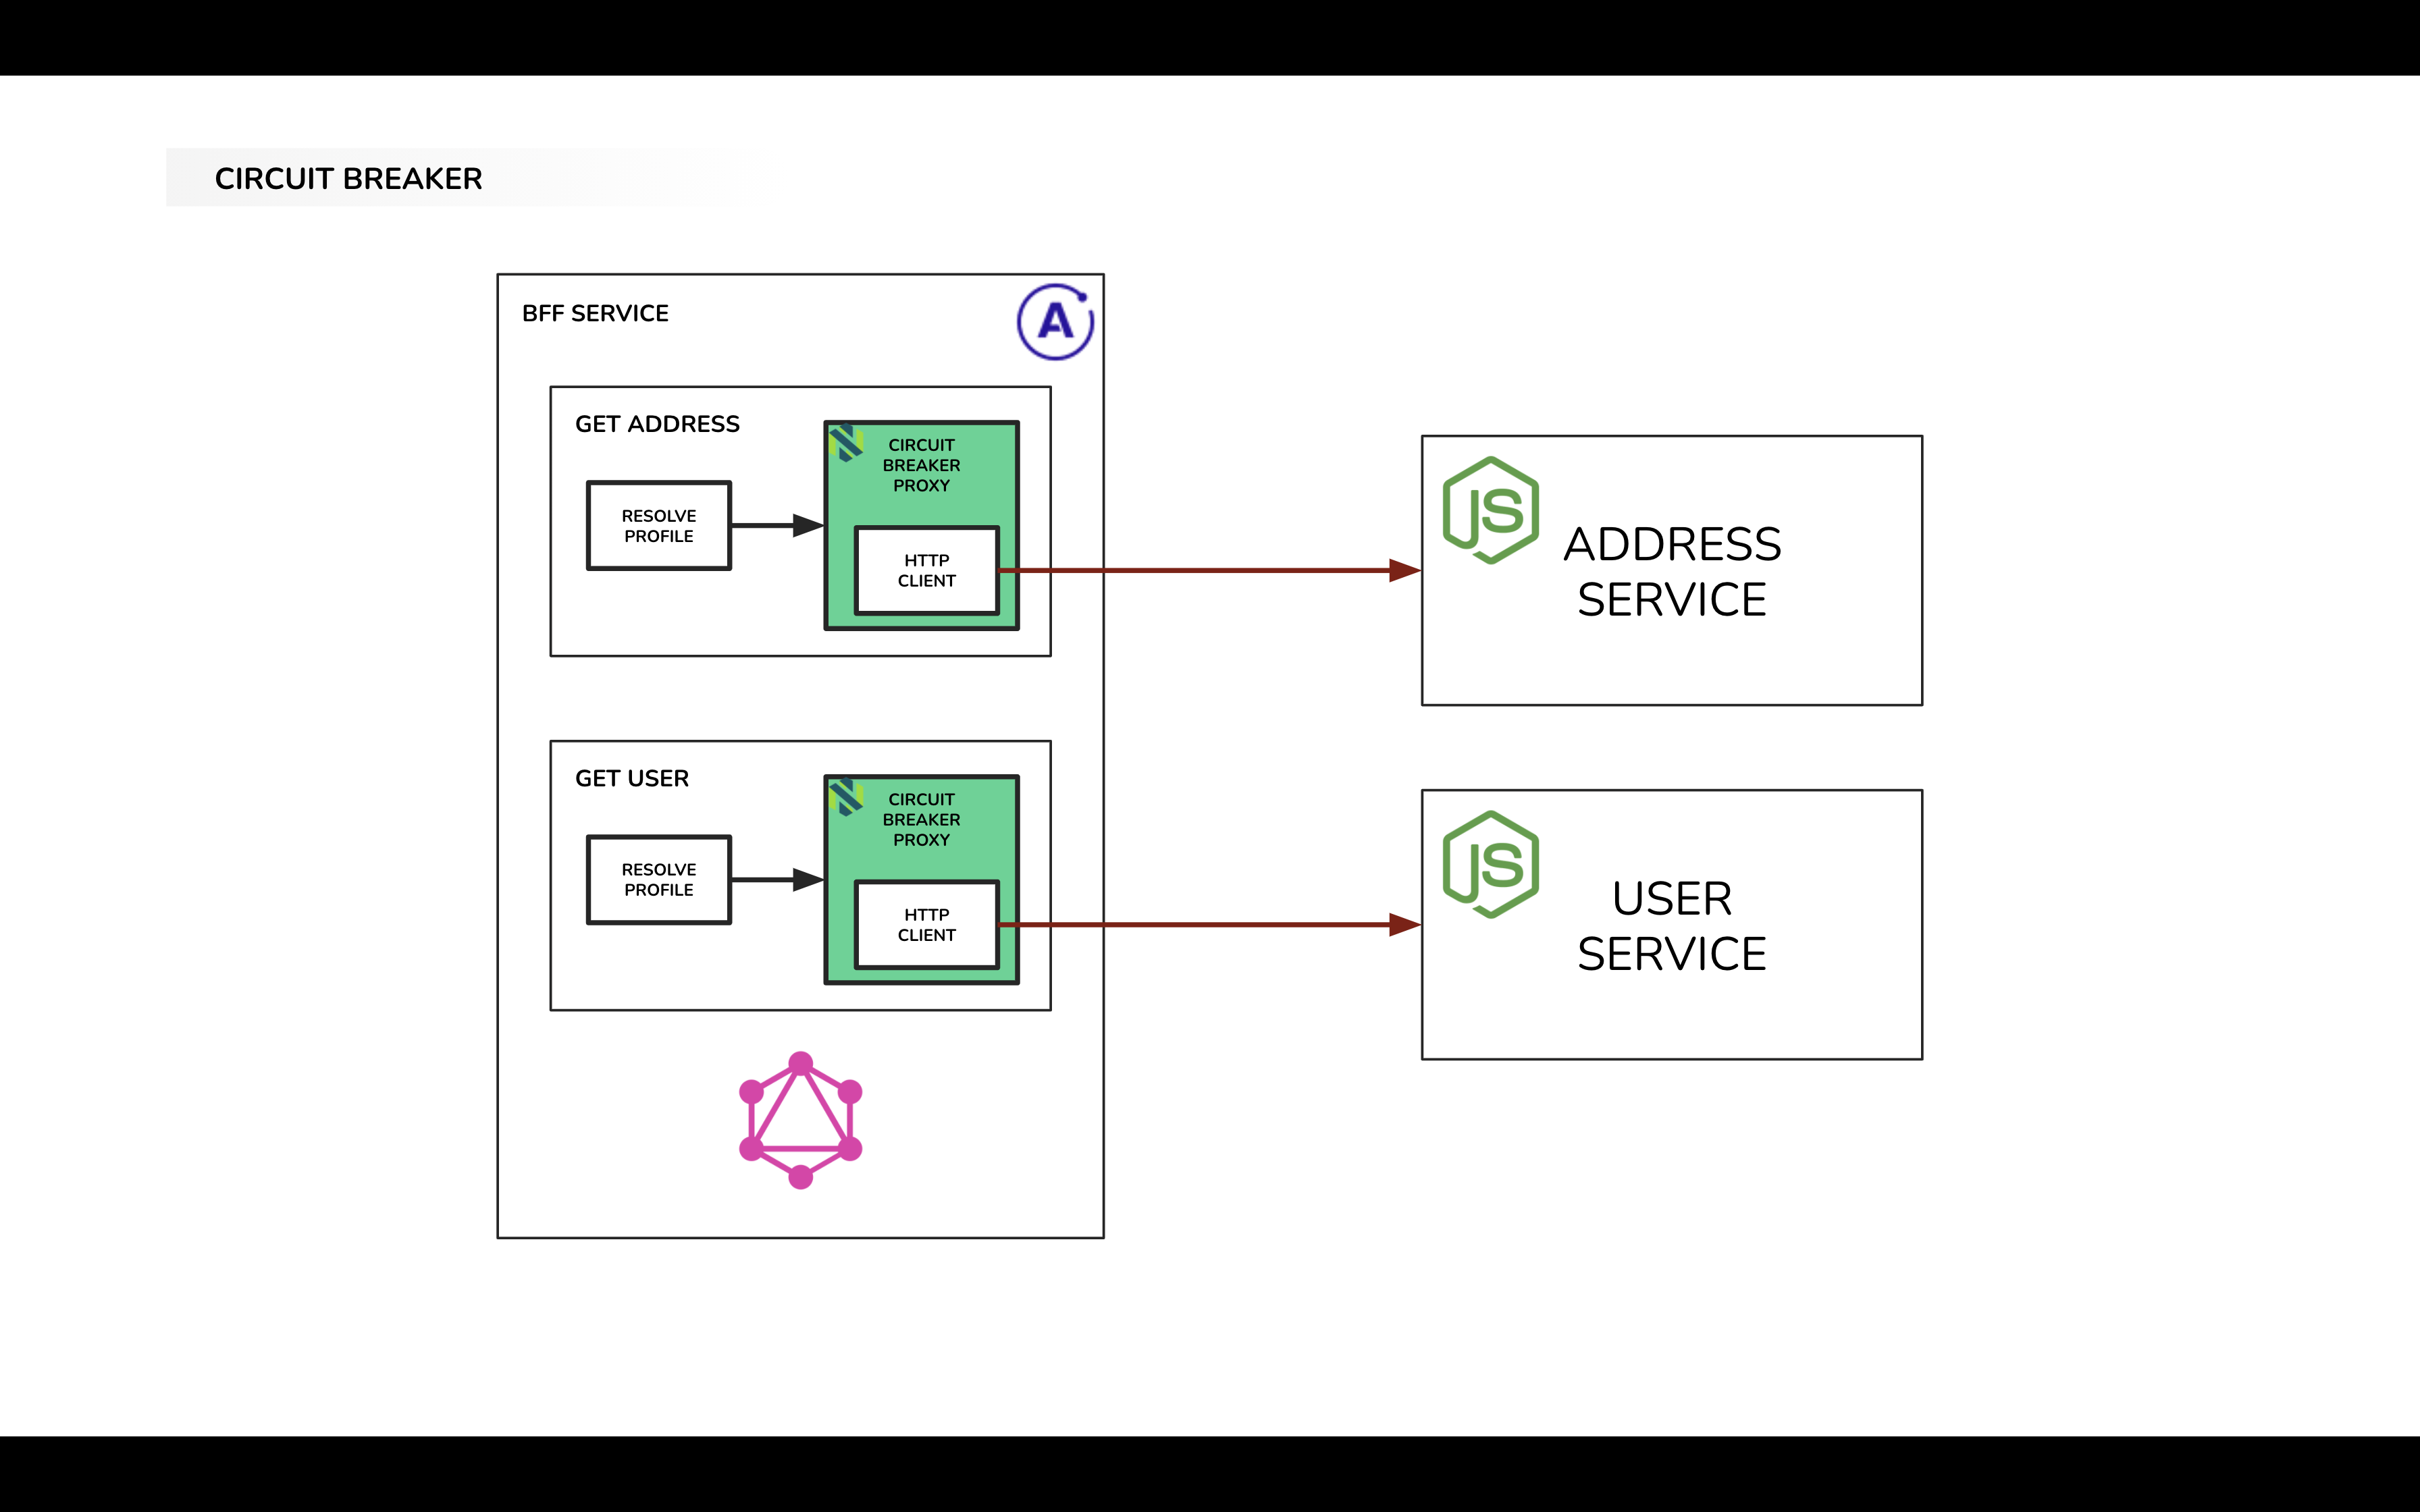 CIRCUIT BREAKER
BFF SERVICE
A
GET ADDRESS
RESOLVE
PROFILE
CIRCUIT
BREAKER
PROXY
HTTP
CLIENT
JS
ADDRESS
SERVICE
GET USER
RESOLVE
PROFILE
CIRCUIT
BREAKER
PROXY
HTTP
CLIENT
JS
USER
SERVICE